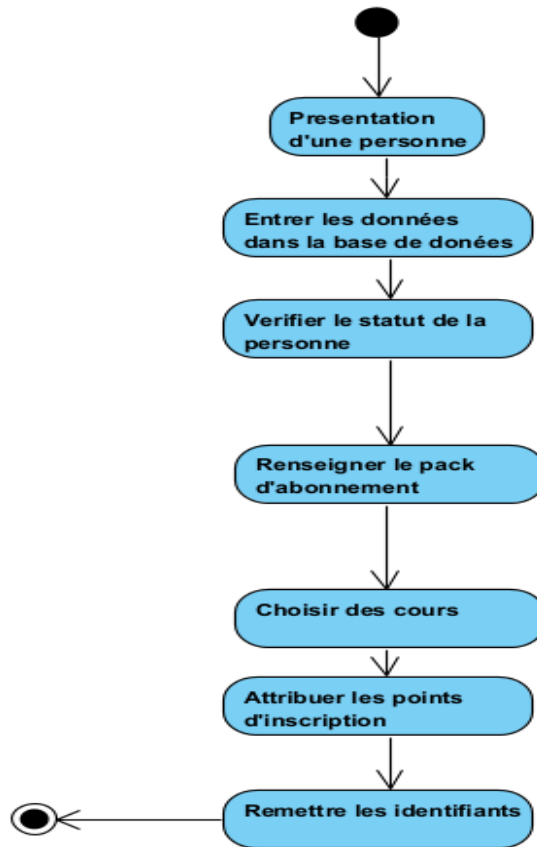 Presentation
d'une personne
Entrer les données
dans la base de donées
Verifier le statut de la
personne
Renseigner le pack
d'abonnement
Choisir des cours
Attribuer les points
d'inscription
Remettre les identifiants